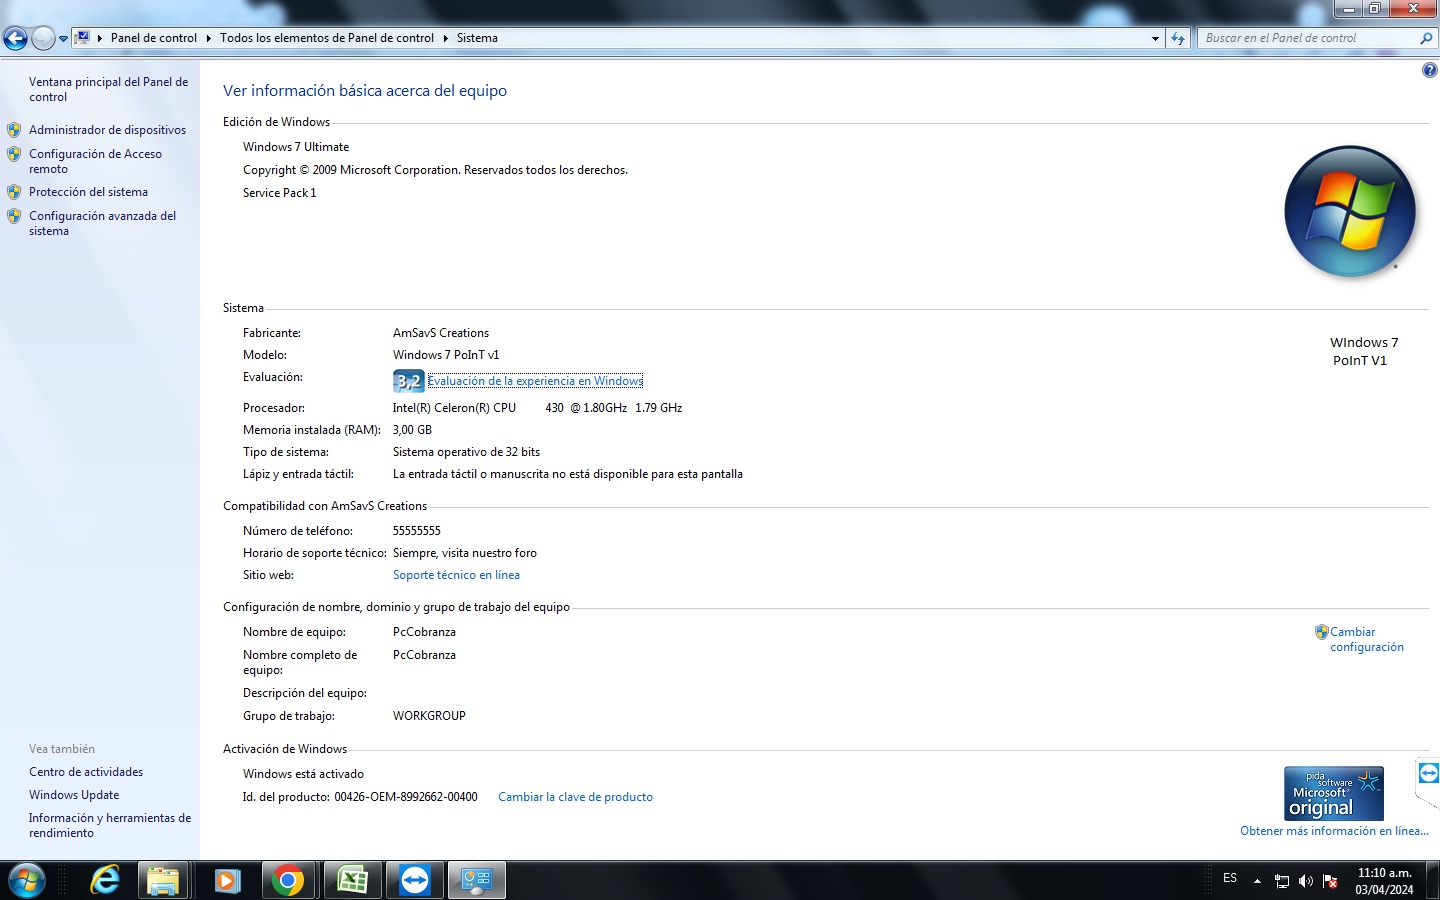 Panel de control
Todos los elementos de Panel de control
Sistema
Buscar en el Panel de control
Ventana principal del Panel de
control
Administrador de dispositivos
Configuración de Acceso
remoto
Protección del sistema
Configuración avanzada del
sistema
Ver información básica acerca del equipo
Edición de Windows
Windows 7 Ultimate
Copyright © 2009 Microsoft Corporation. Reservados todos los derechos.
Service Pack 1
Sistema
Fabricante: AmSavS Creations
Modelo: Windows 7 PoInT v1
Evaluación: 3,2 Evaluación de la experiencia en Windows
Procesador: Intel(R) Celeron(R) CPU 430 @ 1.80GHz 1.79 GHz
Memoria instalada (RAM): 3,00 GB
Tipo de sistema: Sistema operativo de 32 bits
Lápiz y entrada táctil: La entrada táctil o manuscrita no está disponible para esta pantalla
WIndows 7
PoInT V1
Compatibilidad con AmSavS Creations
Número de teléfono: 55555555
Horario de soporte técnico: Siempre, visita nuestro foro
Sitio web: Soporte técnico en línea
Configuración de nombre, dominio y grupo de trabajo del equipo
Nombre de equipo: PcCobranza
Nombre completo de
equipo: PcCobranza
Descripción del equipo:
Grupo de trabajo: WORKGROUP
Cambiar
configuración
Activación de Windows
Windows está activado
Id. del producto: 00426-OEM-8992662-00400 Cambiar la clave de producto
pida
software
Microsoft®
original
Obtener más información en línea...
Vea también
Centro de actividades
Windows Update
Información y herramientas de
rendimiento
ES
11:10 a.m.
03/04/2024